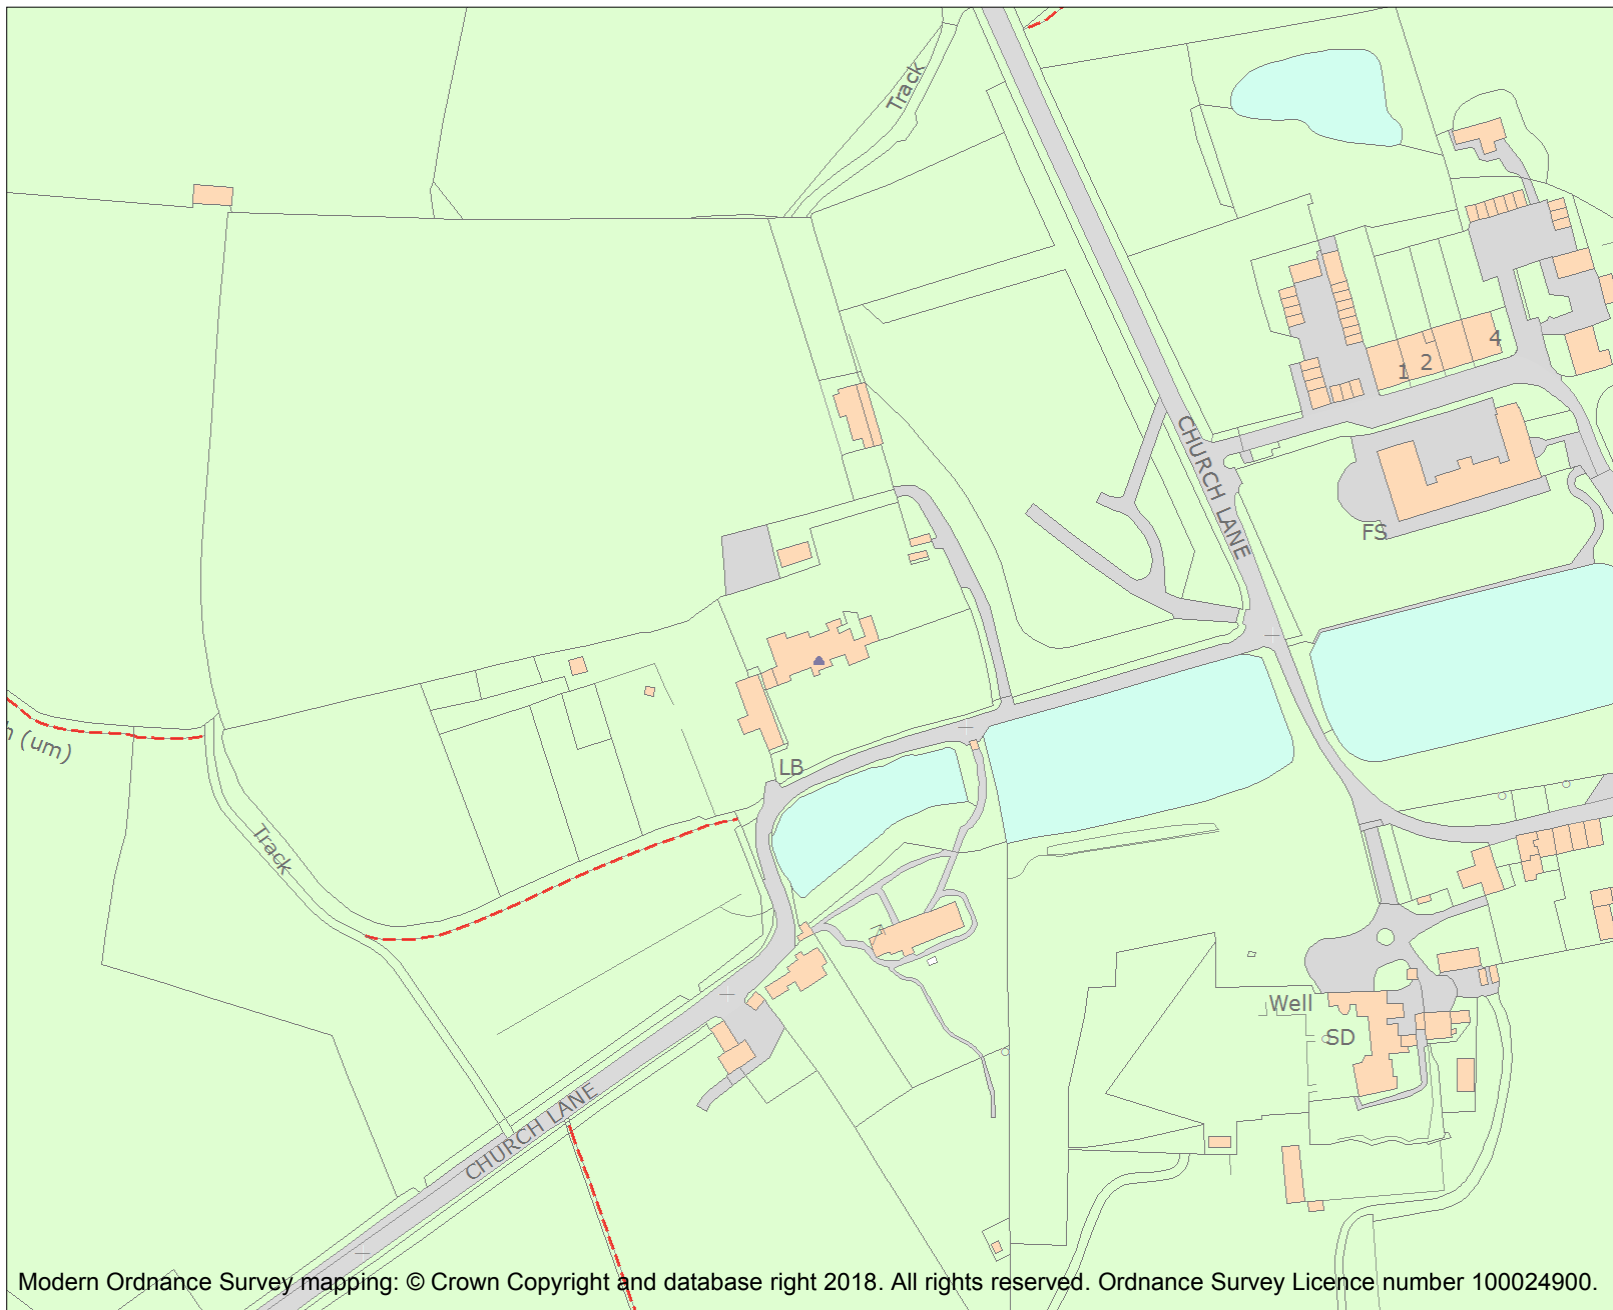 Track
4
2
1
CHURCH LANE
FS
(um)
LB
Track
Well
SD
CHURCH LANE
Modern Ordnance Survey mapping: © Crown Copyright and database right 2018. All rights reserved. Ordnance Survey Licence number 100024900.